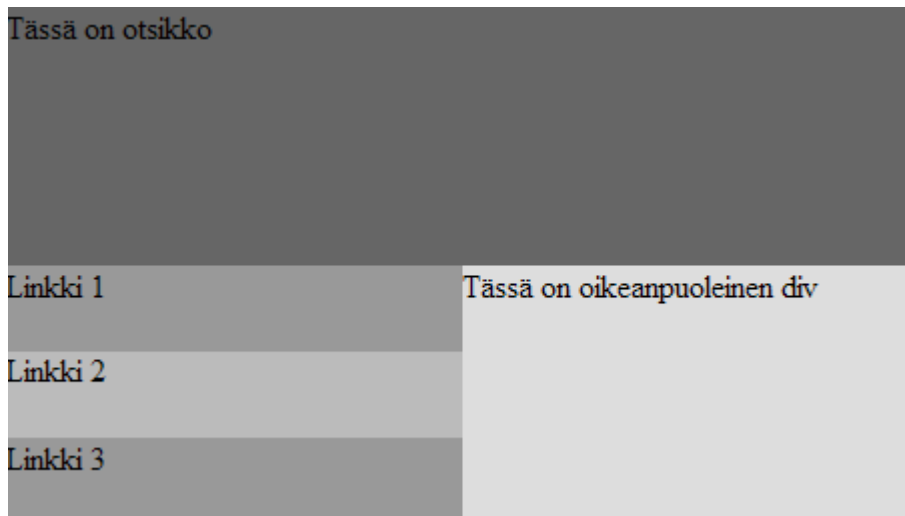 Tässä on otsikko
Linkki 1
Tässä on oikeanpuoleinen div
Linkki 2
Linkki 3